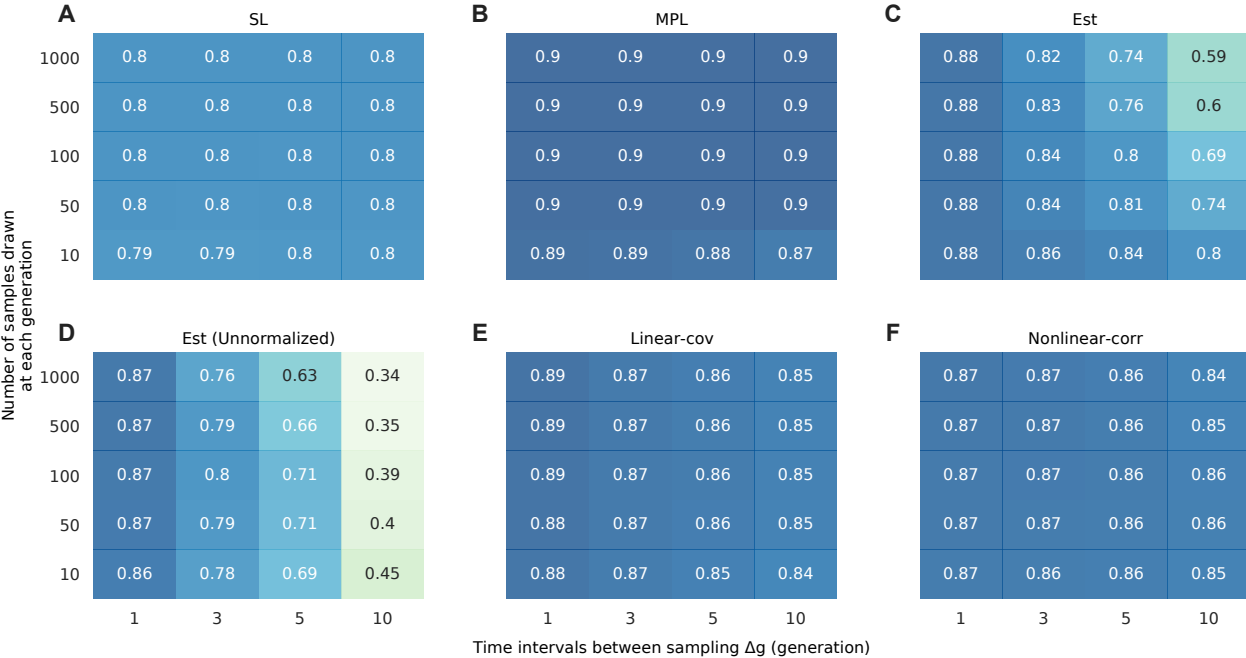 A SL
1000 0.8 0.8 0.8 0.8
500 0.8 0.8 0.8 0.8
100 0.8 0.8 0.8 0.8
50 0.8 0.8 0.8 0.8
10 0.79 0.79 0.8 0.8
B MPL
0.9 0.9 0.9 0.9
0.9 0.9 0.9 0.9
0.9 0.9 0.9 0.9
0.9 0.9 0.9 0.9
0.89 0.89 0.88 0.87
C Est
0.88 0.82 0.74 0.59
0.88 0.83 0.76 0.6
0.88 0.84 0.8 0.69
0.88 0.84 0.81 0.74
0.88 0.86 0.84 0.8
Number of samples drawn
at each generation
D Est (Unnormalized)
1000 0.87 0.76 0.63 0.34
500 0.87 0.79 0.66 0.35
100 0.87 0.8 0.71 0.39
50 0.87 0.79 0.71 0.4
10 0.86 0.78 0.69 0.45
1 3 5 10
E Linear-cov
0.89 0.87 0.86 0.85
0.89 0.87 0.86 0.85
0.89 0.87 0.86 0.85
0.88 0.87 0.86 0.85
0.88 0.87 0.85 0.84
1 3 5 10
F Nonlinear-corr
0.87 0.87 0.86 0.84
0.87 0.87 0.86 0.85
0.87 0.87 0.86 0.86
0.87 0.87 0.86 0.86
0.87 0.86 0.86 0.85
1 3 5 10
Time intervals between sampling Δg (generation)